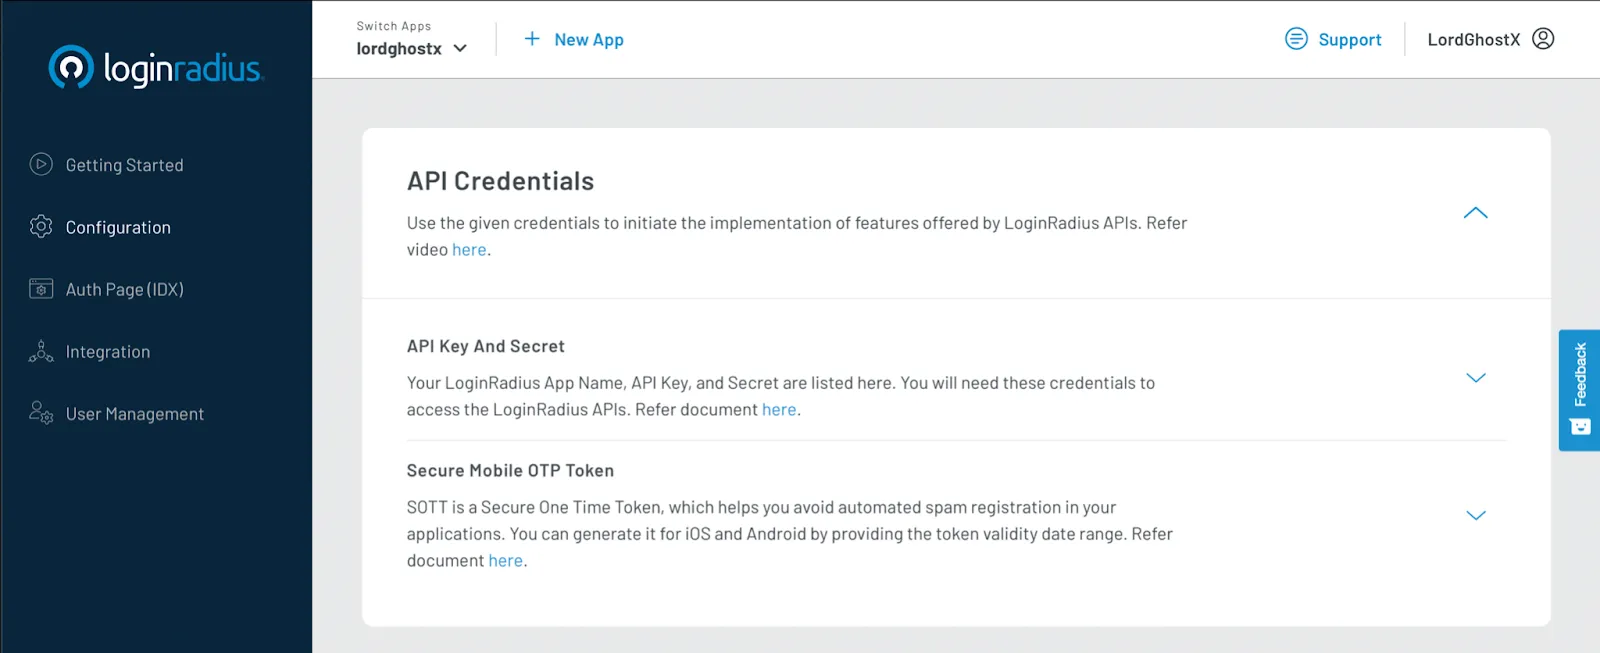 loginradius
Getting Started
Configuration
Auth Page (IDX)
Integration
User Management
Switch Apps
lordghostx
+ New App
Support
LordGhostX
API Credentials
Use the given credentials to initiate the implementation of features offered by LoginRadius APIs. Refer
video here.
API Key And Secret
Your LoginRadius App Name, API Key, and Secret are listed here. You will need these credentials to
access the LoginRadius APIs. Refer document here.
Secure Mobile OTP Token
SOTT is a Secure One Time Token, which helps you avoid automated spam registration in your
applications. You can generate it for iOS and Android by providing the token validity date range. Refer
document here.
Feedback